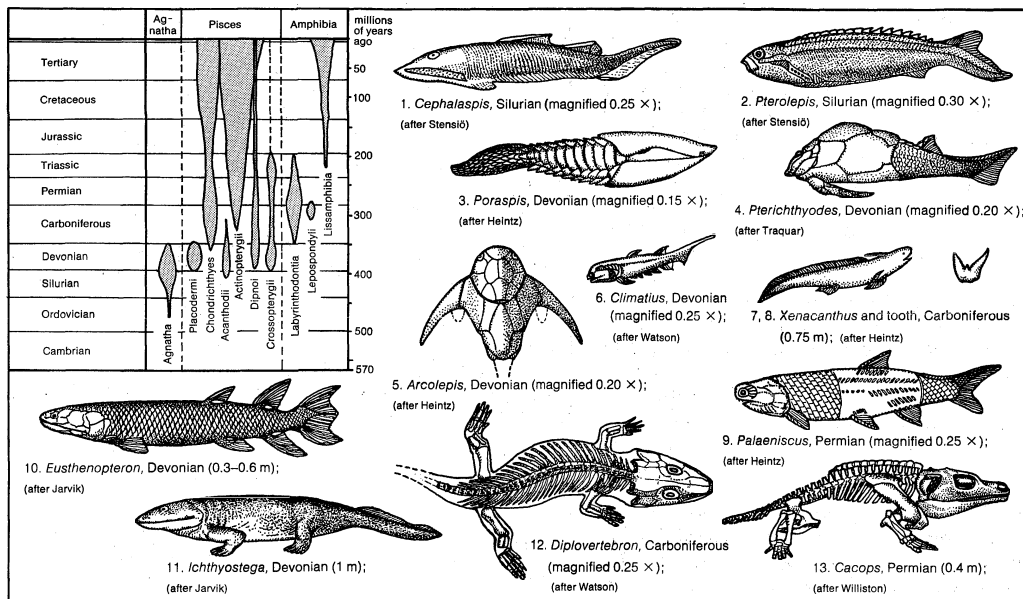 Ag-
natha
Pisces
Amphibia
millions
of years
ago
Tertiary
50
Cretaceous
100
Jurassic
Triassic
200
Permian
Carboniferous
300
Devonian
Silurian
400
Ordovician
500
Cambrian
570
Agnatha
Placodermi
Chondrichthyes
Acanthodii
Actinopterygii
Dipnoi
Crossopterygii
Labyrinthodontia
Lepospondyli
Lissamphibia
1. Cephalaspis, Silurian (magnified 0.25 ×);
(after Stensiö)
2. Pterolepis, Silurian (magnified 0.30 ×);
(after Stensiö)
3. Poraspis, Devonian (magnified 0.15 ×);
(after Heintz)
4. Pterichthyodes, Devonian (magnified 0.20 ×);
(after Traquar)
5. Arcolepis, Devonian (magnified 0.20 ×);
(after Heintz)
6. Climatius, Devonian
(magnified 0.25 ×);
(after Watson)
7, 8. Xenacanthus and tooth, Carboniferous
(0.75 m); (after Heintz)
9. Palaeniscus, Permian (magnified 0.25 ×);
(after Heintz)
10. Eusthenopteron, Devonian (0.3–0.6 m);
(after Jarvik)
11. Ichthyostega, Devonian (1 m);
(after Jarvik)
12. Diplovertebron, Carboniferous
(magnified 0.25 ×);
(after Watson)
13. Cacops, Permian (0.4 m);
(after Williston)